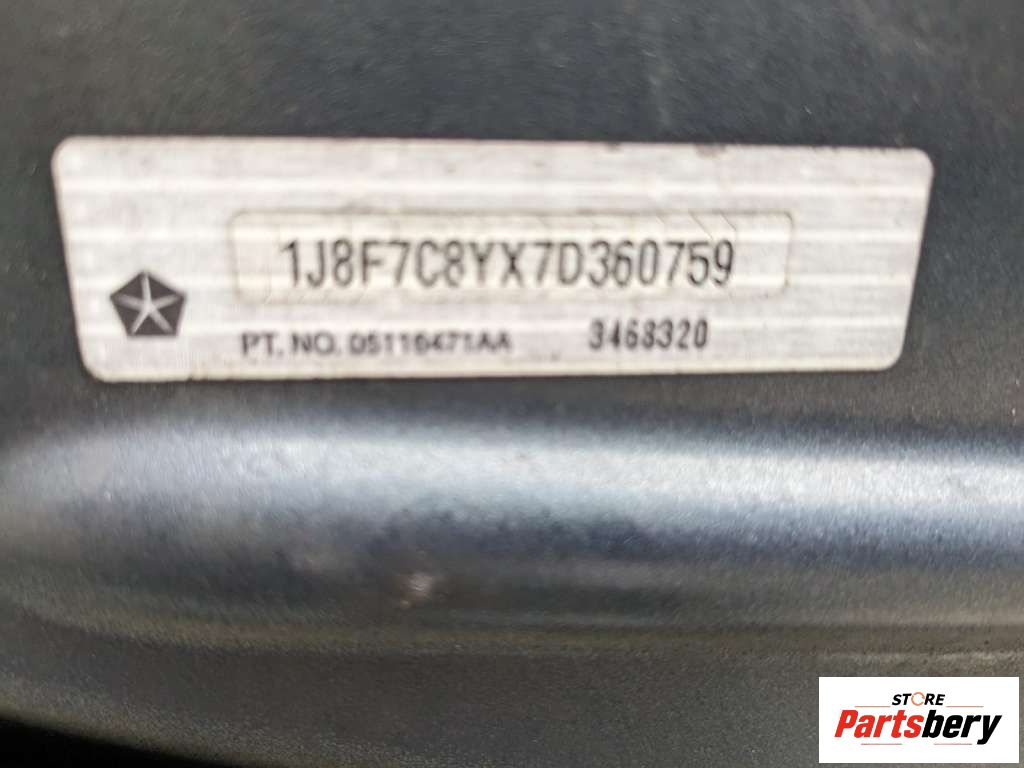 1J8F7C8YX7D360759
PT. NO. 05116471AA 3468320
STORE
Partsbery